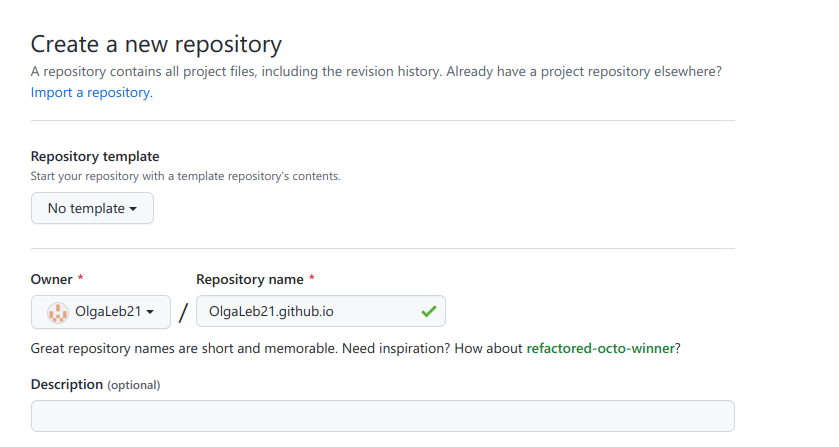 Create a new repository
A repository contains all project files, including the revision history. Already have a project repository elsewhere?
Import a repository.
Repository template
Start your repository with a template repository's contents.
No template
Owner * Repository name *
OlgaLeb21 / OlgaLeb21.github.io
Great repository names are short and memorable. Need inspiration? How about refactored-octo-winner?
Description (optional)